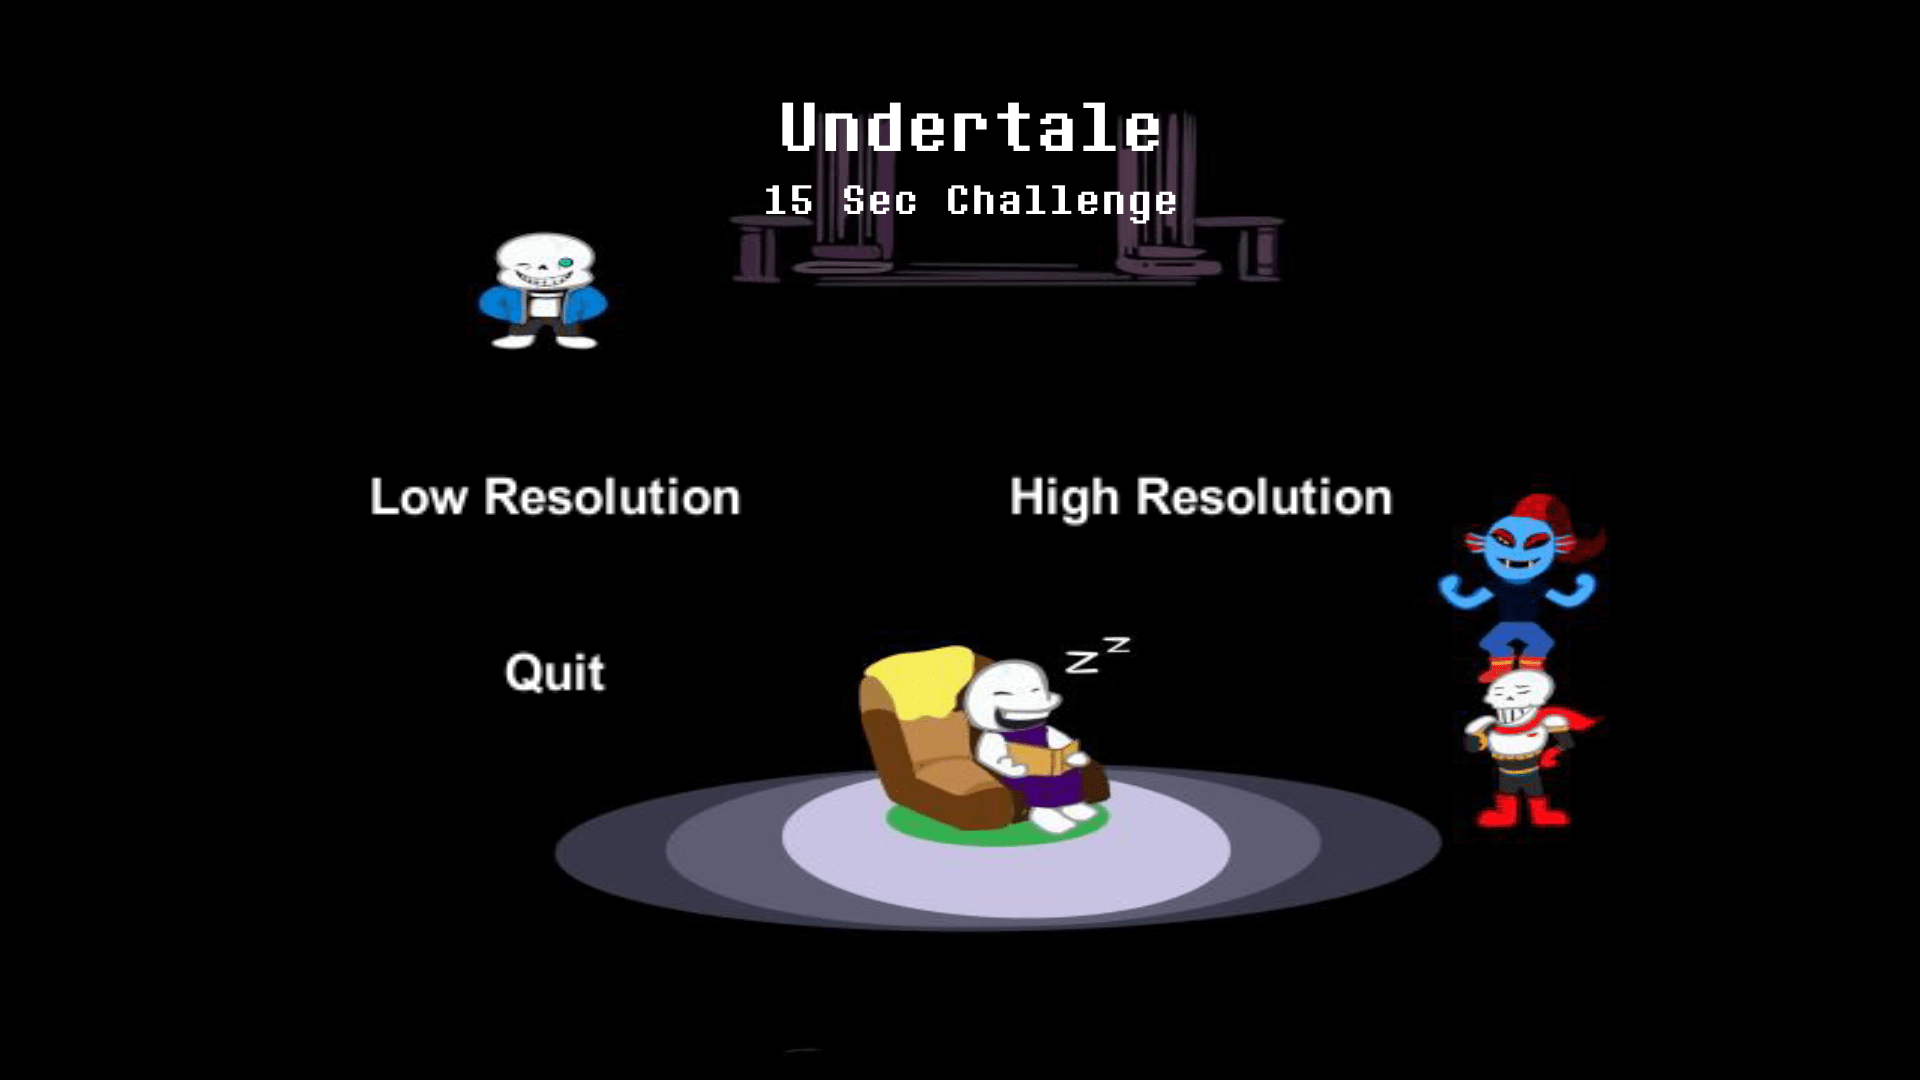 Undertale
15 Sec Challenge
Low Resolution
High Resolution
Quit
z z